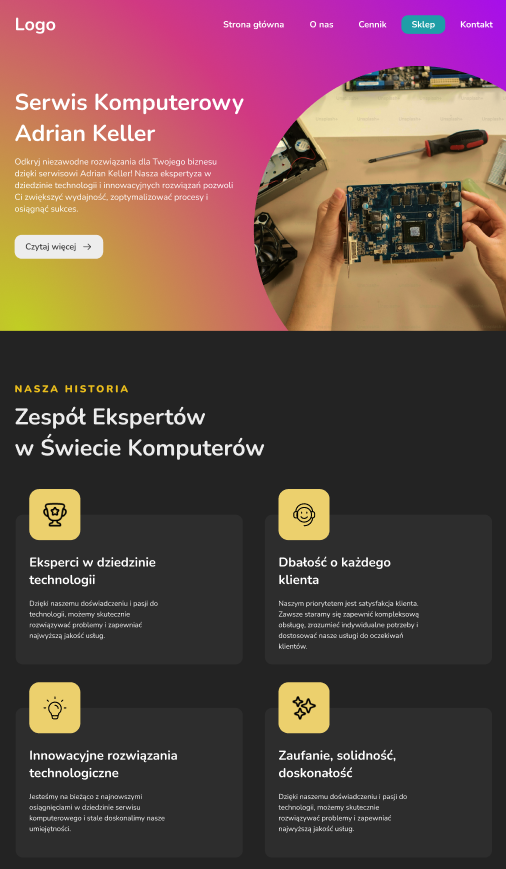 Logo
Strona główna
O nas
Cennik
Sklep
Kontakt
Serwis Komputerowy
Adrian Keller
Odkryj niezawodne rozwiązania dla Twojego biznesu
dzięki serwisowi Adrian Keller! Nasza ekspertyza w
dziedzinie technologii i innowacyjnych rozwiązań pozwoli
Ci zwiększyć wydajność, zoptymalizować procesy i
osiągnąć sukces.
Czytaj więcej
NASZA HISTORIA
Zespół Ekspertów
w Świecie Komputerów
Eksperci w dziedzinie
technologii
Dzięki naszemu doświadczeniu i pasji do
technologii, możemy skutecznie
rozwiązywać problemy i zapewniać
najwyższą jakość usług.
Dbałość o każdego
klienta
Naszym priorytetem jest satysfakcja klienta.
Zawsze staramy się zapewnić kompleksową
obsługę, zrozumieć indywidualne potrzeby i
dostosować nasze usługi do oczekiwań
klientów.
Innowacyjne rozwiązania
technologiczne
Jesteśmy na bieżąco z najnowszymi
osiągnięciami w dziedzinie serwisu
komputerowego i stale doskonalimy nasze
umiejętności.
Zaufanie, solidność,
doskonałość
Dzięki naszemu doświadczeniu i pasji do
technologii, możemy skutecznie
rozwiązywać problemy i zapewniać
najwyższą jakość usług.